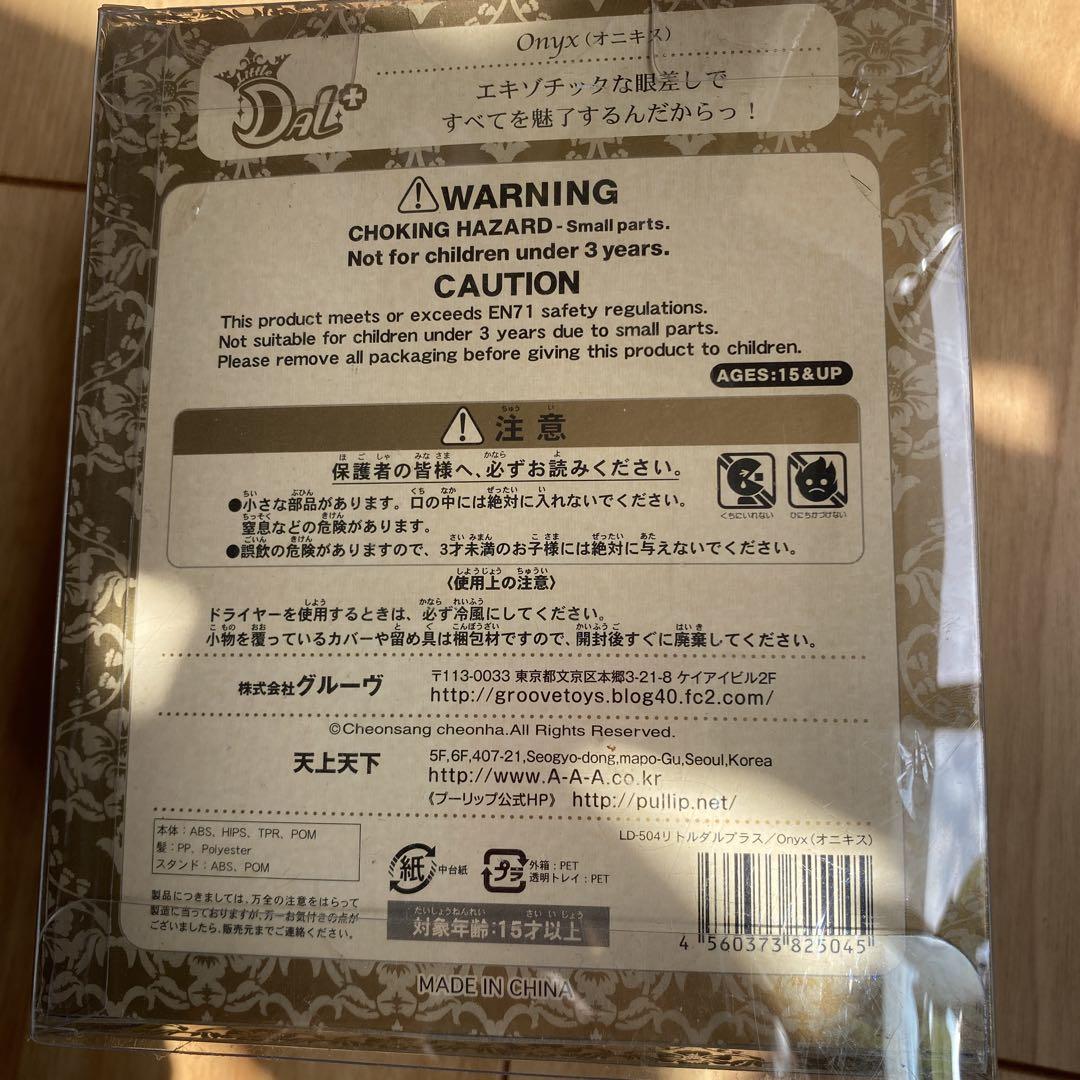 Little
DAL+
Onyx(オニキス)
エキゾチックな眼差しで
すべてを魅了するんだからっ!
WARNING
CHOKING HAZARD - Small parts.
Not for children under 3 years.
CAUTION
This product meets or exceeds EN71 safety regulations.
Not suitable for children under 3 years due to small parts.
Please remove all packaging before giving this product to children.
AGES:15&UP
注意
保護者の皆様へ、必ずお読みください。
●小さな部品があります。口の中には絶対に入れないでください。
窒息などの危険があります。
●誤飲の危険がありますので、3才未満のお子様には絶対に与えないでください。
くちにいれない
ひにちかづけない
〈使用上の注意〉
ドライヤーを使用するときは、必ず冷風にしてください。
小物を覆っているカバーや留め具は梱包材ですので、開封後すぐに廃棄してください。
株式会社グルーヴ
〒113-0033 東京都文京区本郷3-21-8 ケイアイビル2F
http://groovetoys.blog40.fc2.com/
©Cheonsang cheonha.All Rights Reserved.
天上天下
5F,6F,407-21,Seogyo-dong,mapo-Gu,Seoul,Korea
http://www.A-A-A.co.kr
《プーリップ公式HP》 http://pullip.net/
LD-504リトルダルプラス/Onyx(オニキス)
本体:ABS、HIPS、TPR、POM
髪:PP、Polyester
スタンド:ABS、POM
紙 中台紙
プラ 外箱:PET
透明トレイ:PET
製品につきましては、万全の注意をはらって
製造に当っておりますが、万一お気付きの点が
ございましたら、販売元までご連絡ください。
対象年齢:15才以上
4 560373 825045
MADE IN CHINA